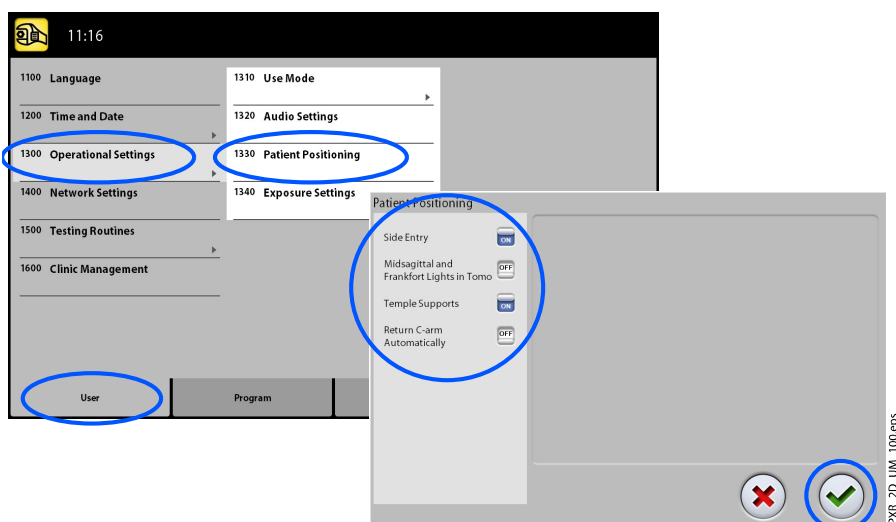 11:16
1100 Language
1200 Time and Date
1300 Operational Settings
1400 Network Settings
1500 Testing Routines
1600 Clinic Management
1310 Use Mode
1320 Audio Settings
1330 Patient Positioning
1340 Exposure Settings
User
Program
Patient Positioning
Side Entry
ON
Midsagittal and
Frankfort Lights in Tomo
OFF
Temple Supports
ON
Return C-arm
Automatically
OFF
PXR_2D_UM_100.eps